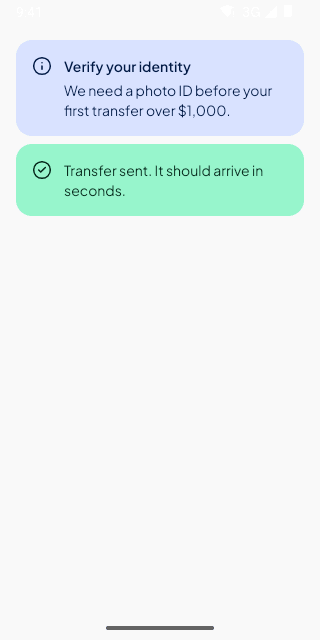 Verify your identity
We need a photo ID before your
first transfer over $1,000.
Transfer sent. It should arrive in
seconds.